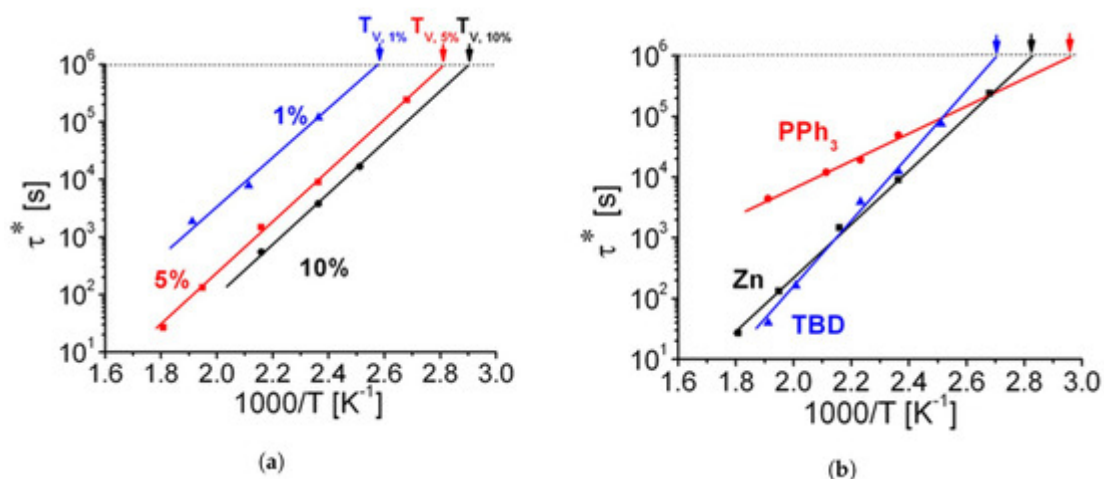 T_V, 1% T_V, 5% T_V, 10%
10^6
10^5
10^4
10^3
10^2
10^1
τ* [s]
1%
5%
10%
1.6 1.8 2.0 2.2 2.4 2.6 2.8 3.0
1000/T [K^-1]
(a)
10^6
10^5
10^4
10^3
10^2
10^1
τ* [s]
PPh_3
Zn
TBD
1.6 1.8 2.0 2.2 2.4 2.6 2.8 3.0
1000/T [K^-1]
(b)